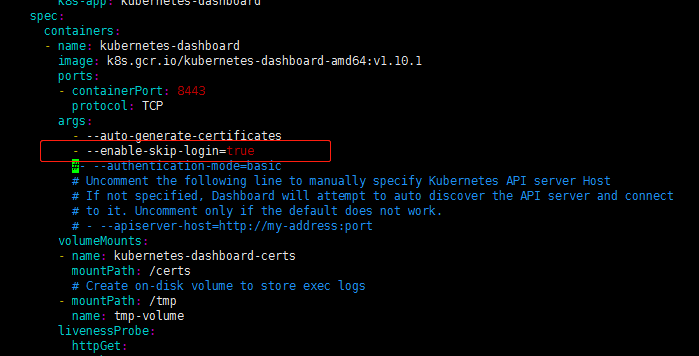 k8s-app: kubernetes-dashboard
spec:
containers:
- name: kubernetes-dashboard
image: k8s.gcr.io/kubernetes-dashboard-amd64:v1.10.1
ports:
- containerPort: 8443
protocol: TCP
args:
- --auto-generate-certificates
- --enable-skip-login=true
#- --authentication-mode=basic
# Uncomment the following line to manually specify Kubernetes API server Host
# If not specified, Dashboard will attempt to auto discover the API server and connect
# to it. Uncomment only if the default does not work.
# - --apiserver-host=http://my-address:port
volumeMounts:
- name: kubernetes-dashboard-certs
mountPath: /certs
# Create on-disk volume to store exec logs
- mountPath: /tmp
name: tmp-volume
livenessProbe:
httpGet: